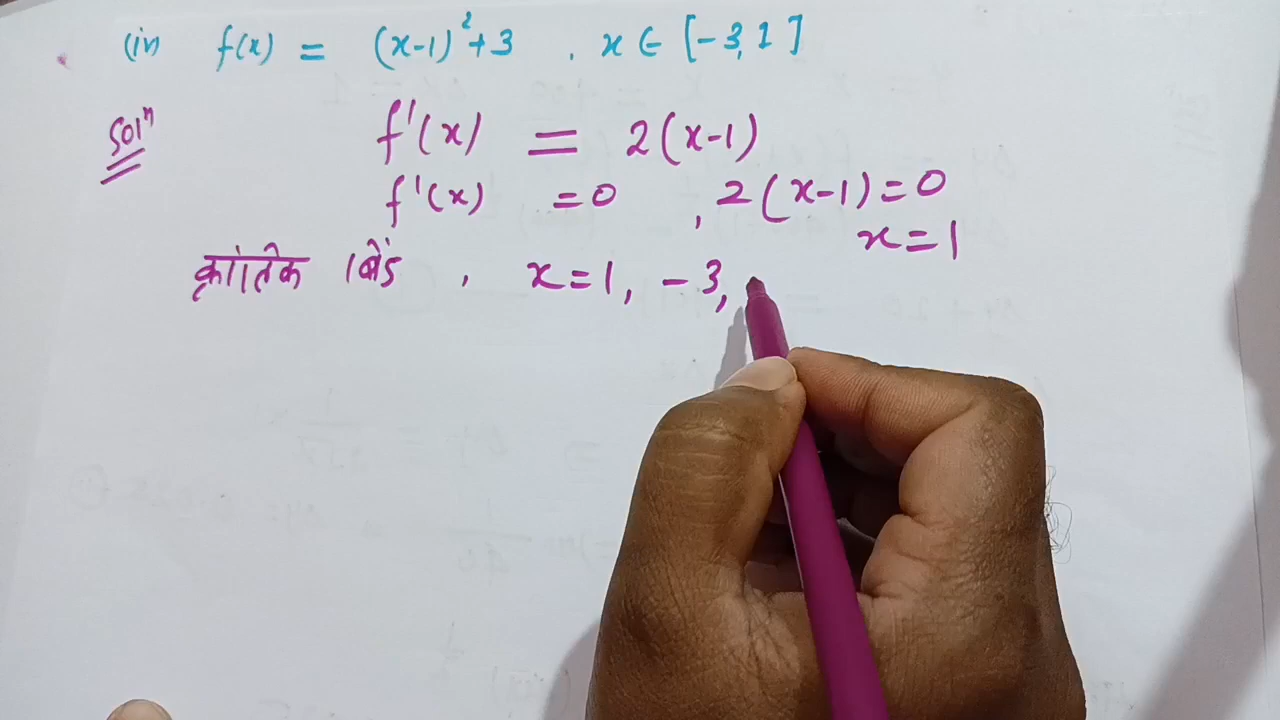 (iv) f(x) = (x-1)²+3 , x ∈ [-3,1]
Solⁿ f'(x) = 2(x-1)
f'(x) =0 , 2(x-1)=0
x=1
क्रांतिक बिंदु , x=1, -3,